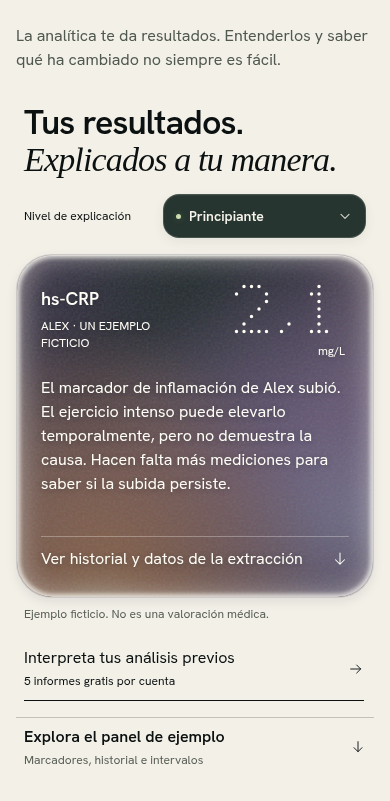 La analítica te da resultados. Entenderlos y saber
qué ha cambiado no siempre es fácil.
Tus resultados.
Explicados a tu manera.
Nivel de explicación
Principiante
hs-CRP
2.1
ALEX · UN EJEMPLO
FICTICIO
mg/L
El marcador de inflamación de Alex subió.
El ejercicio intenso puede elevarlo
temporalmente, pero no demuestra la
causa. Hacen falta más mediciones para
saber si la subida persiste.
Ver historial y datos de la extracción
Ejemplo ficticio. No es una valoración médica.
Interpreta tus análisis previos
5 informes gratis por cuenta
Explora el panel de ejemplo
Marcadores, historial e intervalos